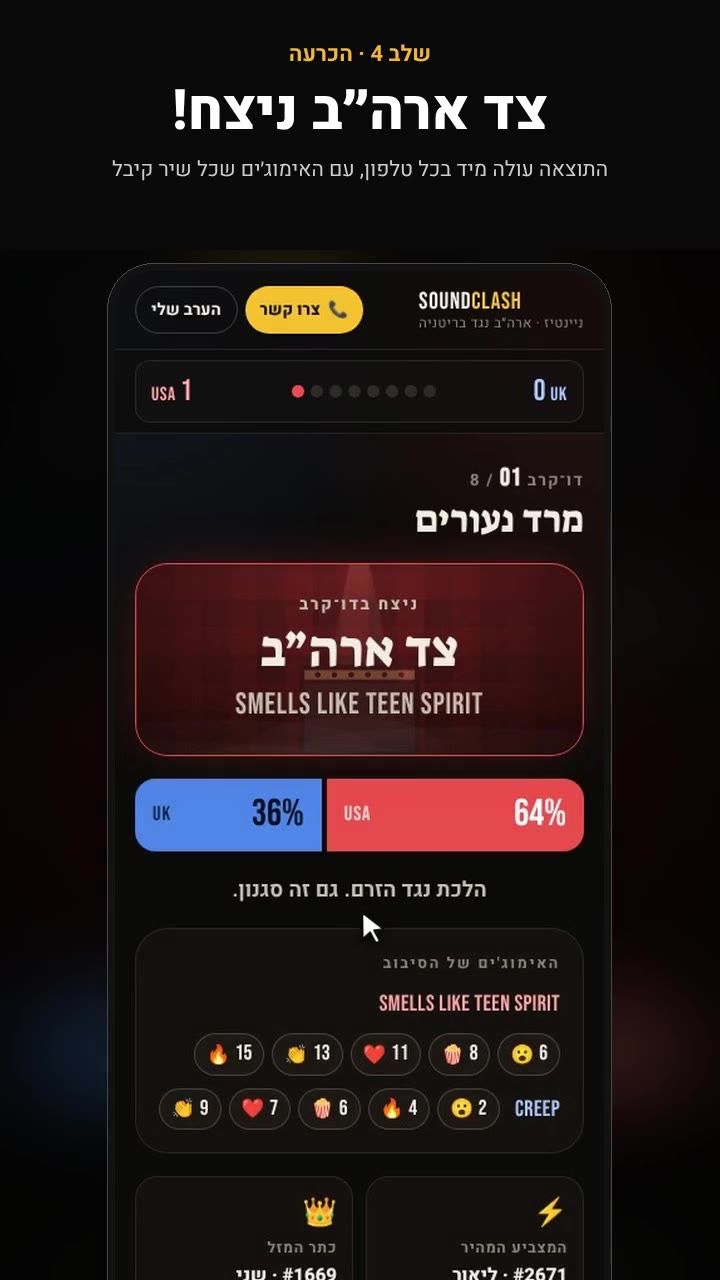 שלב 4 · הכרעה
צד ארה״ב ניצח!
התוצאה עולה מיד בכל טלפון, עם האימוג׳ים שכל שיר קיבל
SOUNDCLASH
ניינטיז · ארה"ב נגד בריטניה
📞 צרו קשר
הערב שלי
0 UK
USA 1
דו־קרב 01 / 8
מרד נעורים
ניצח בדו־קרב
צד ארה״ב
SMELLS LIKE TEEN SPIRIT
UK 36% USA 64%
הלכת נגד הזרם. גם זה סגנון.
האימוג'ים של הסיבוב
SMELLS LIKE TEEN SPIRIT
🔥 15 👏 13 ❤️ 11 🍿 8 😮 6
👏 9 ❤️ 7 🍿 6 🔥 4 😮 2 CREEP
⚡
המצביע המהיר
#2671 · ליאור
👑
כתר המזל
#1669 · שני